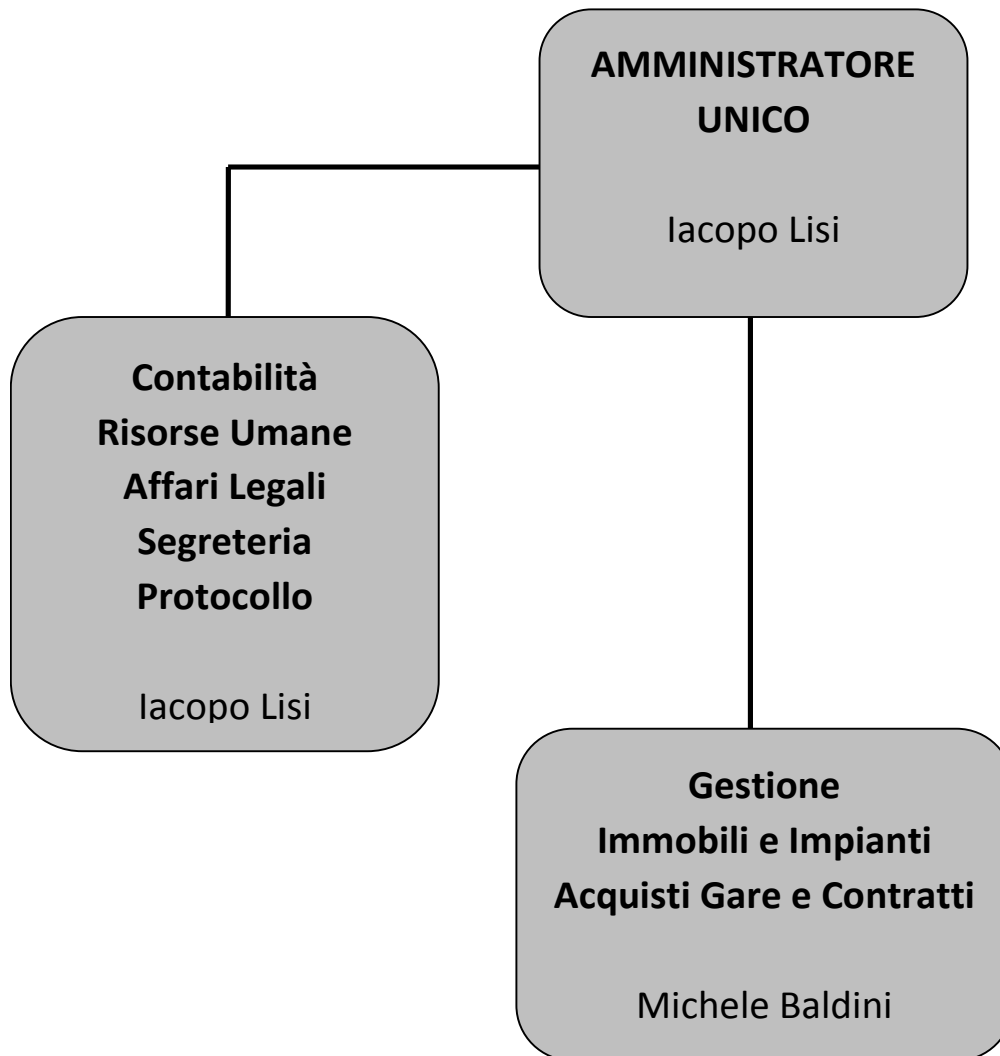 AMMINISTRATORE
UNICO
Iacopo Lisi
Contabilità
Risorse Umane
Affari Legali
Segreteria
Protocollo
Iacopo Lisi
Gestione
Immobili e Impianti
Acquisti Gare e Contratti
Michele Baldini